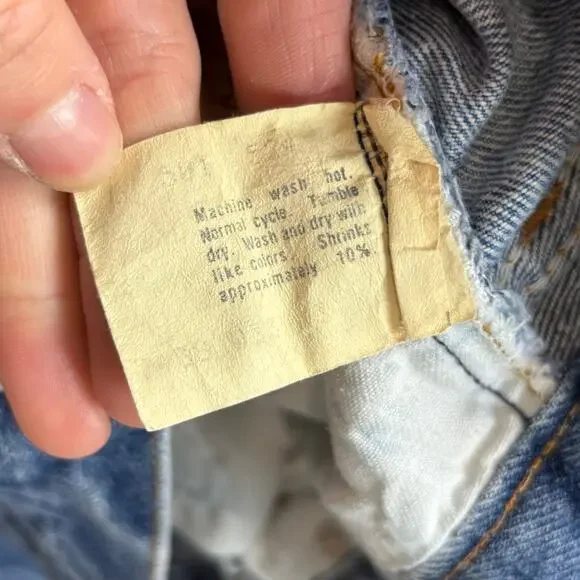 Machine wash hot.
Normal cycle. Tumble
dry. Wash and dry with
like colors. Shrinks
approximately 10%.